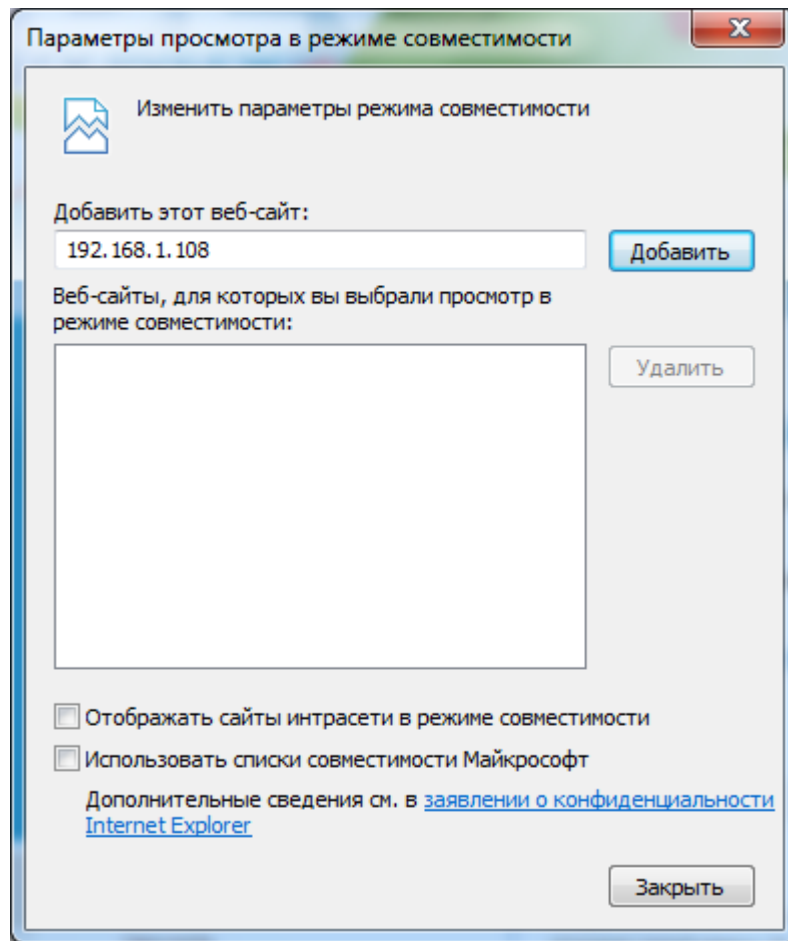 Параметры просмотра в режиме совместимости
Изменить параметры режима совместимости
Добавить этот веб-сайт:
192.168.1.108
Добавить
Веб-сайты, для которых вы выбрали просмотр в
режиме совместимости:
Удалить
Отображать сайты интрасети в режиме совместимости
Использовать списки совместимости Майкрософт
Дополнительные сведения см. в заявлении о конфиденциальности
Internet Explorer
Закрыть